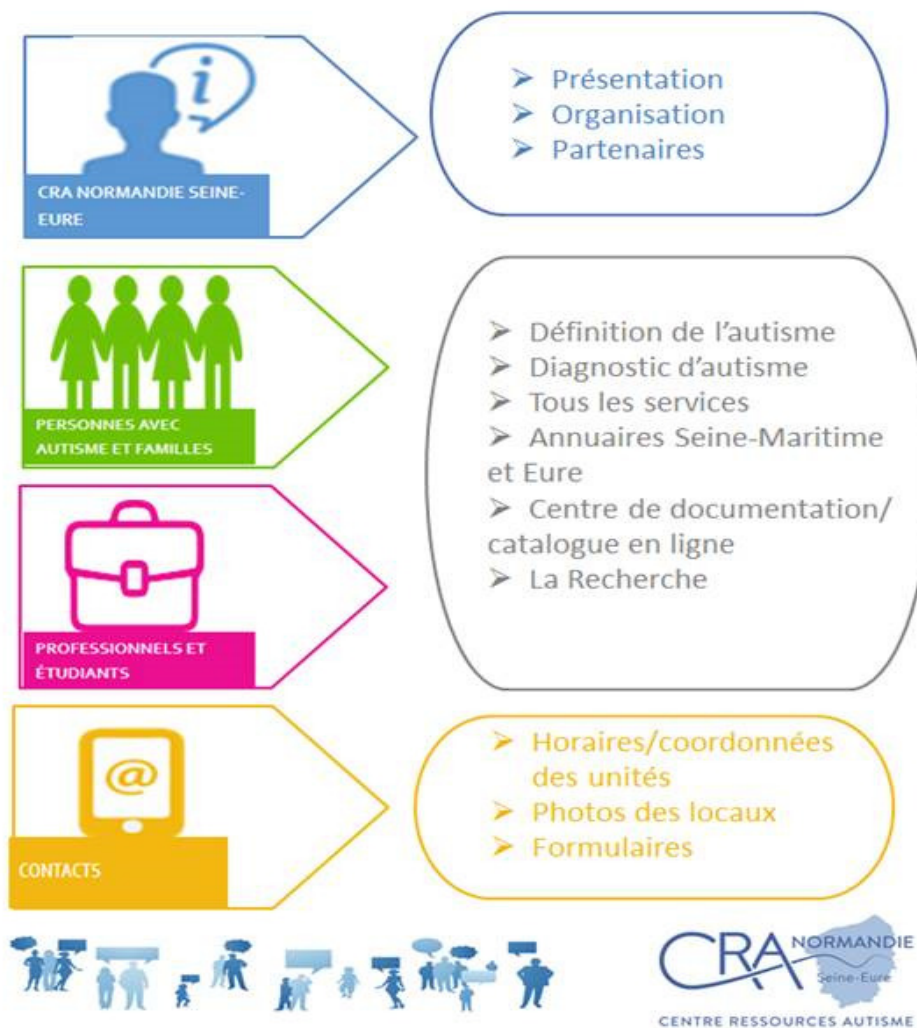 CRA NORMANDIE SEINE-
EURE
➢ Présentation
➢ Organisation
➢ Partenaires
PERSONNES AVEC
AUTISME ET FAMILLES
PROFESSIONNELS ET
ÉTUDIANTS
➢ Définition de l'autisme
➢ Diagnostic d'autisme
➢ Tous les services
➢ Annuaires Seine-Maritime
et Eure
➢ Centre de documentation/
catalogue en ligne
➢ La Recherche
@
CONTACTS
➢ Horaires/coordonnées
des unités
➢ Photos des locaux
➢ Formulaires
CRA NORMANDIE
Seine-Eure
CENTRE RESSOURCES AUTISME